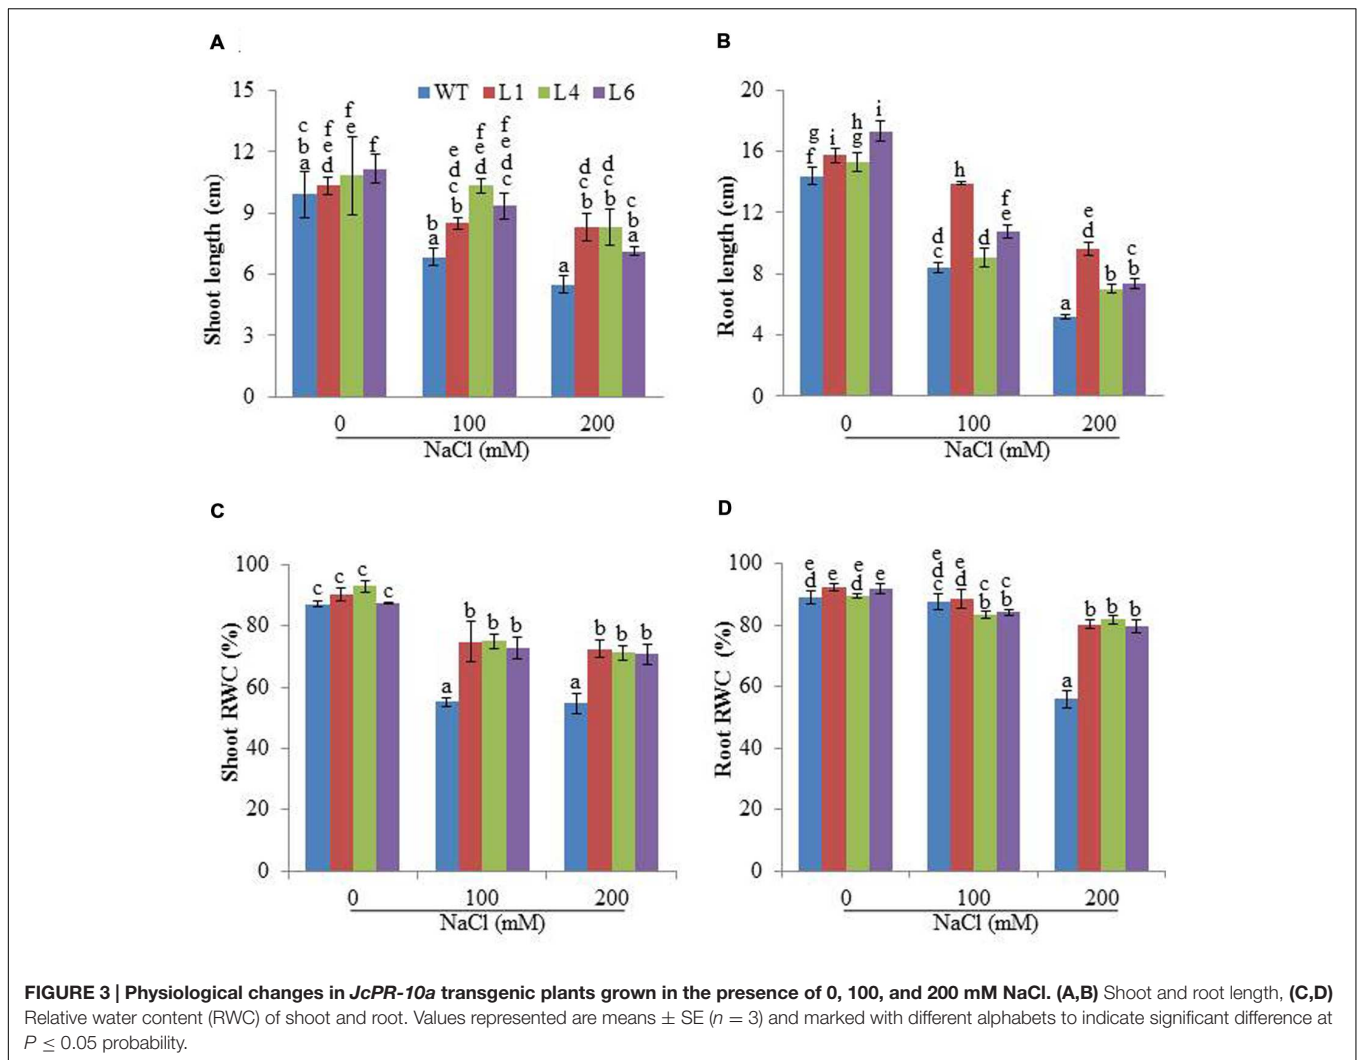 A
15
12
9
6
3
0
Shoot length (cm)
WT L1 L4 L6
c
b
a
f
e
d
f
e
f
b
a
e
d
c
b
f
e
d
f
e
d
c
a
d
c
b
d
c
b
c
b
a
0 100 200
NaCl (mM)
B
20
16
12
8
4
0
Root length (cm)
g
f
i
h
g
i
d
c
h
d
f
e
a
e
d
b
c
b
0 100 200
NaCl (mM)
C
100
80
60
40
20
0
Shoot RWC (%)
c c c c
a b b b
a b b b
0 100 200
NaCl (mM)
D
100
80
60
40
20
0
Root RWC (%)
e
d
e
e
d
e
e
d
c
e
d
c
b
c
b
a b b b
0 100 200
NaCl (mM)
FIGURE 3 | Physiological changes in JcPR-10a transgenic plants grown in the presence of 0, 100, and 200 mM NaCl. (A,B) Shoot and root length, (C,D)
Relative water content (RWC) of shoot and root. Values represented are means ± SE (n = 3) and marked with different alphabets to indicate significant difference at
P ≤ 0.05 probability.